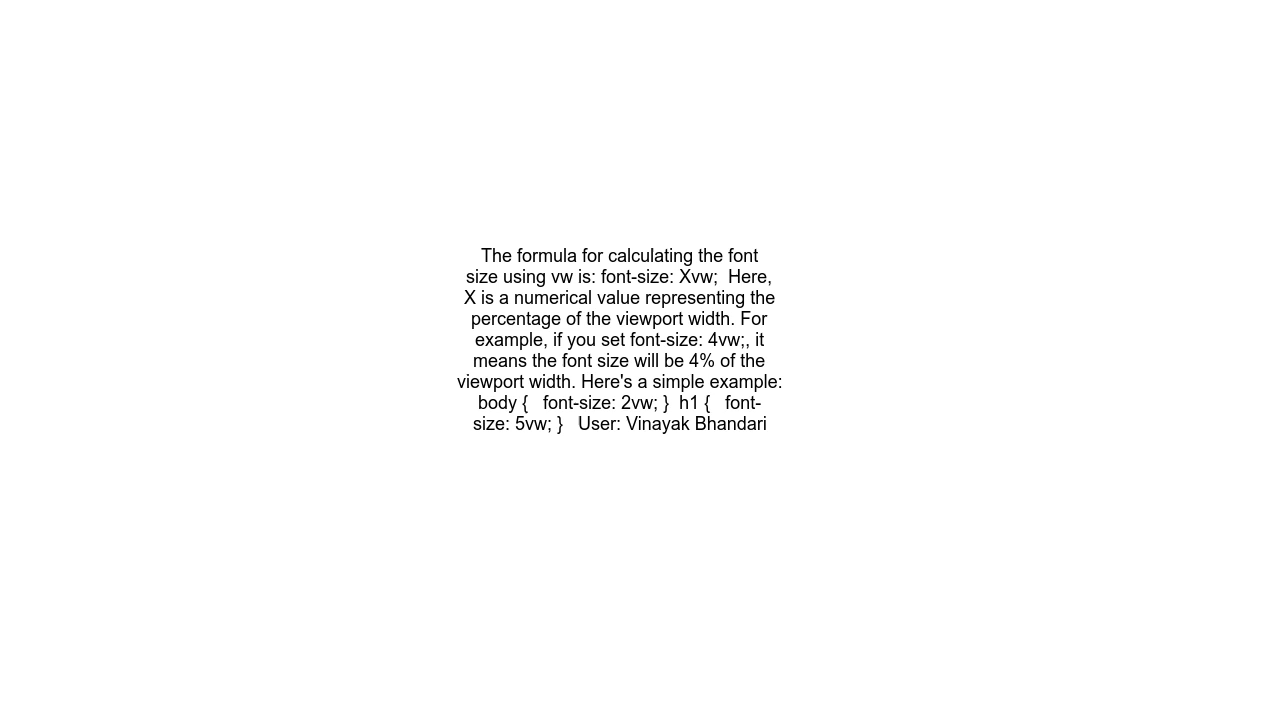 The formula for calculating the font
size using vw is: font-size: Xvw;  Here,
X is a numerical value representing the
percentage of the viewport width. For
example, if you set font-size: 4vw;, it
means the font size will be 4% of the
viewport width. Here's a simple example:
body {   font-size: 2vw; }  h1 {   font-
size: 5vw; }   User: Vinayak Bhandari